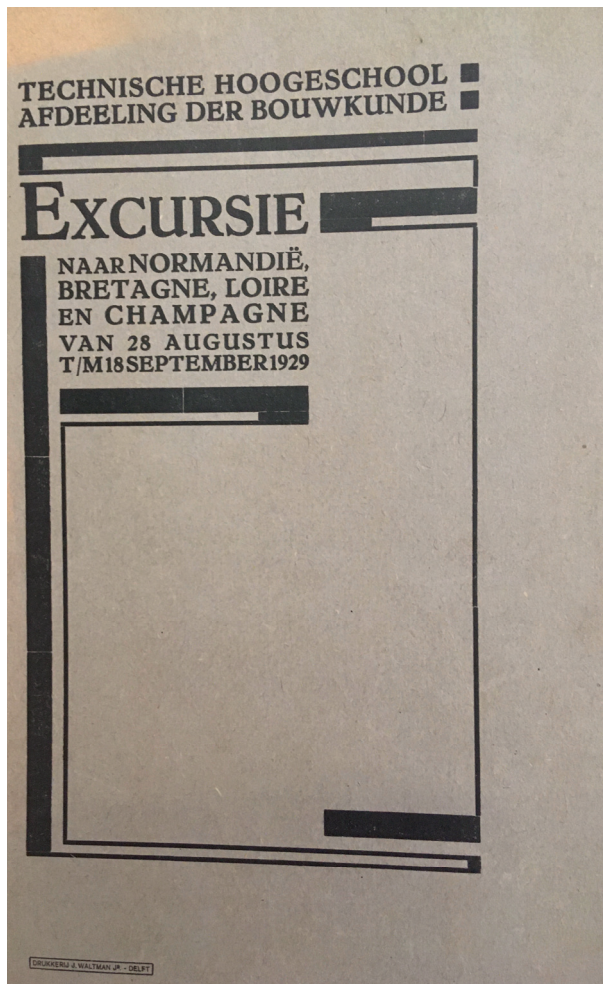 TECHNISCHE HOOGESCHOOL
AFDEELING DER BOUWKUNDE
EXCURSIE
NAAR NORMANDIË,
BRETAGNE, LOIRE
EN CHAMPAGNE
VAN 28 AUGUSTUS
T/M 18 SEPTEMBER 1929
DRUKKERIJ J. WALTMAN JR. - DELFT